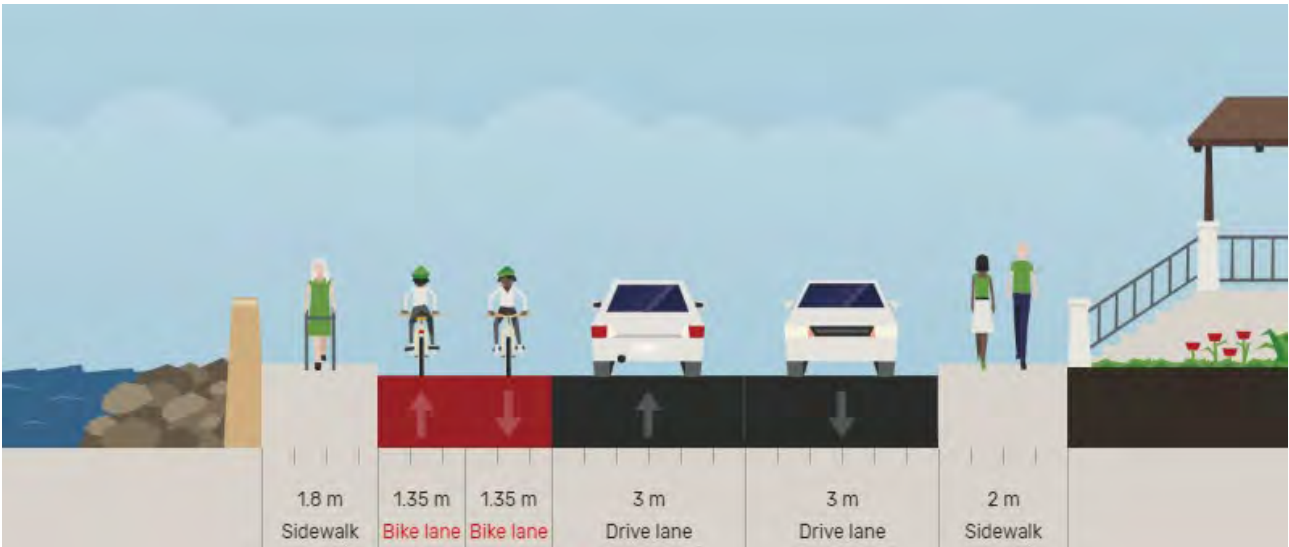 1.8 m
Sidewalk
1.35 m
Bike lane
1.35 m
Bike lane
3 m
Drive lane
3 m
Drive lane
2 m
Sidewalk